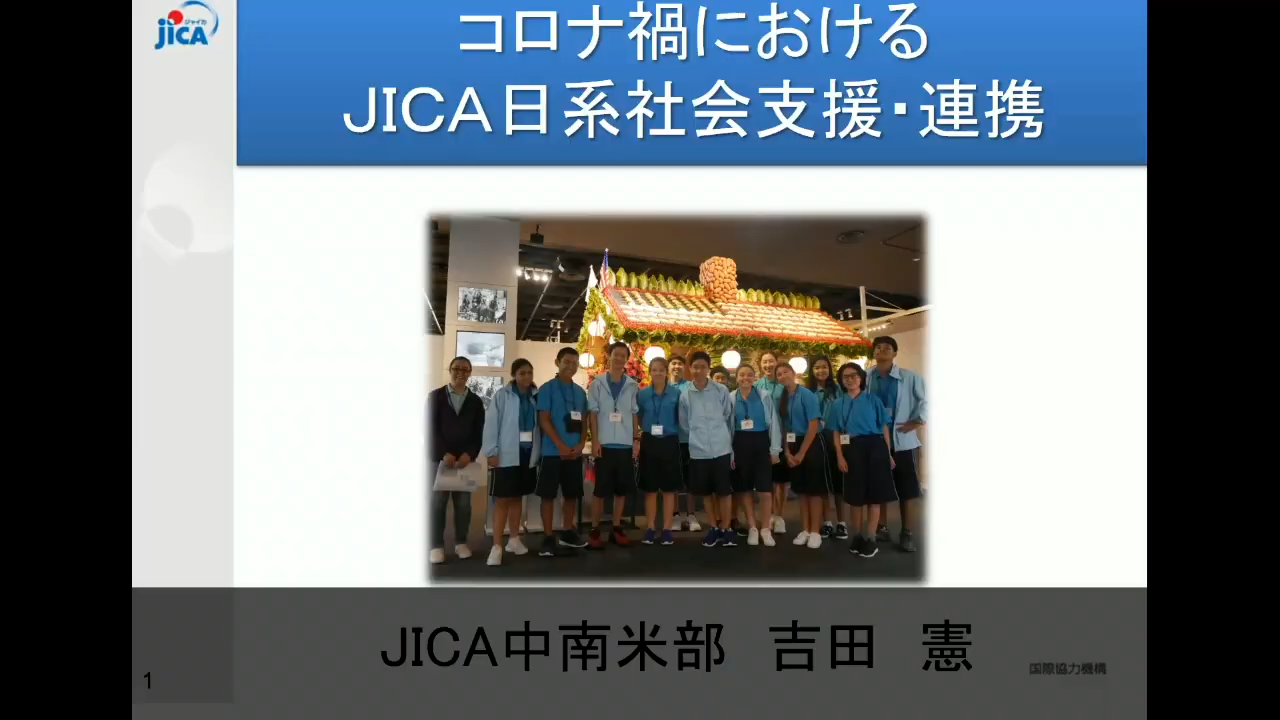 ジャイカ
JICA
コロナ禍における
JICA日系社会支援・連携
JICA中南米部　吉田　憲
国際協力機構
1